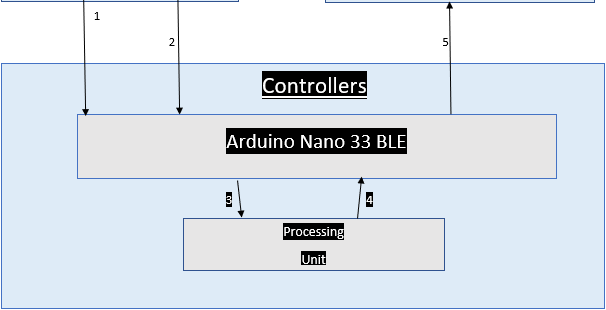 1
2
5
Controllers
Arduino Nano 33 BLE
3
4
Processing
Unit